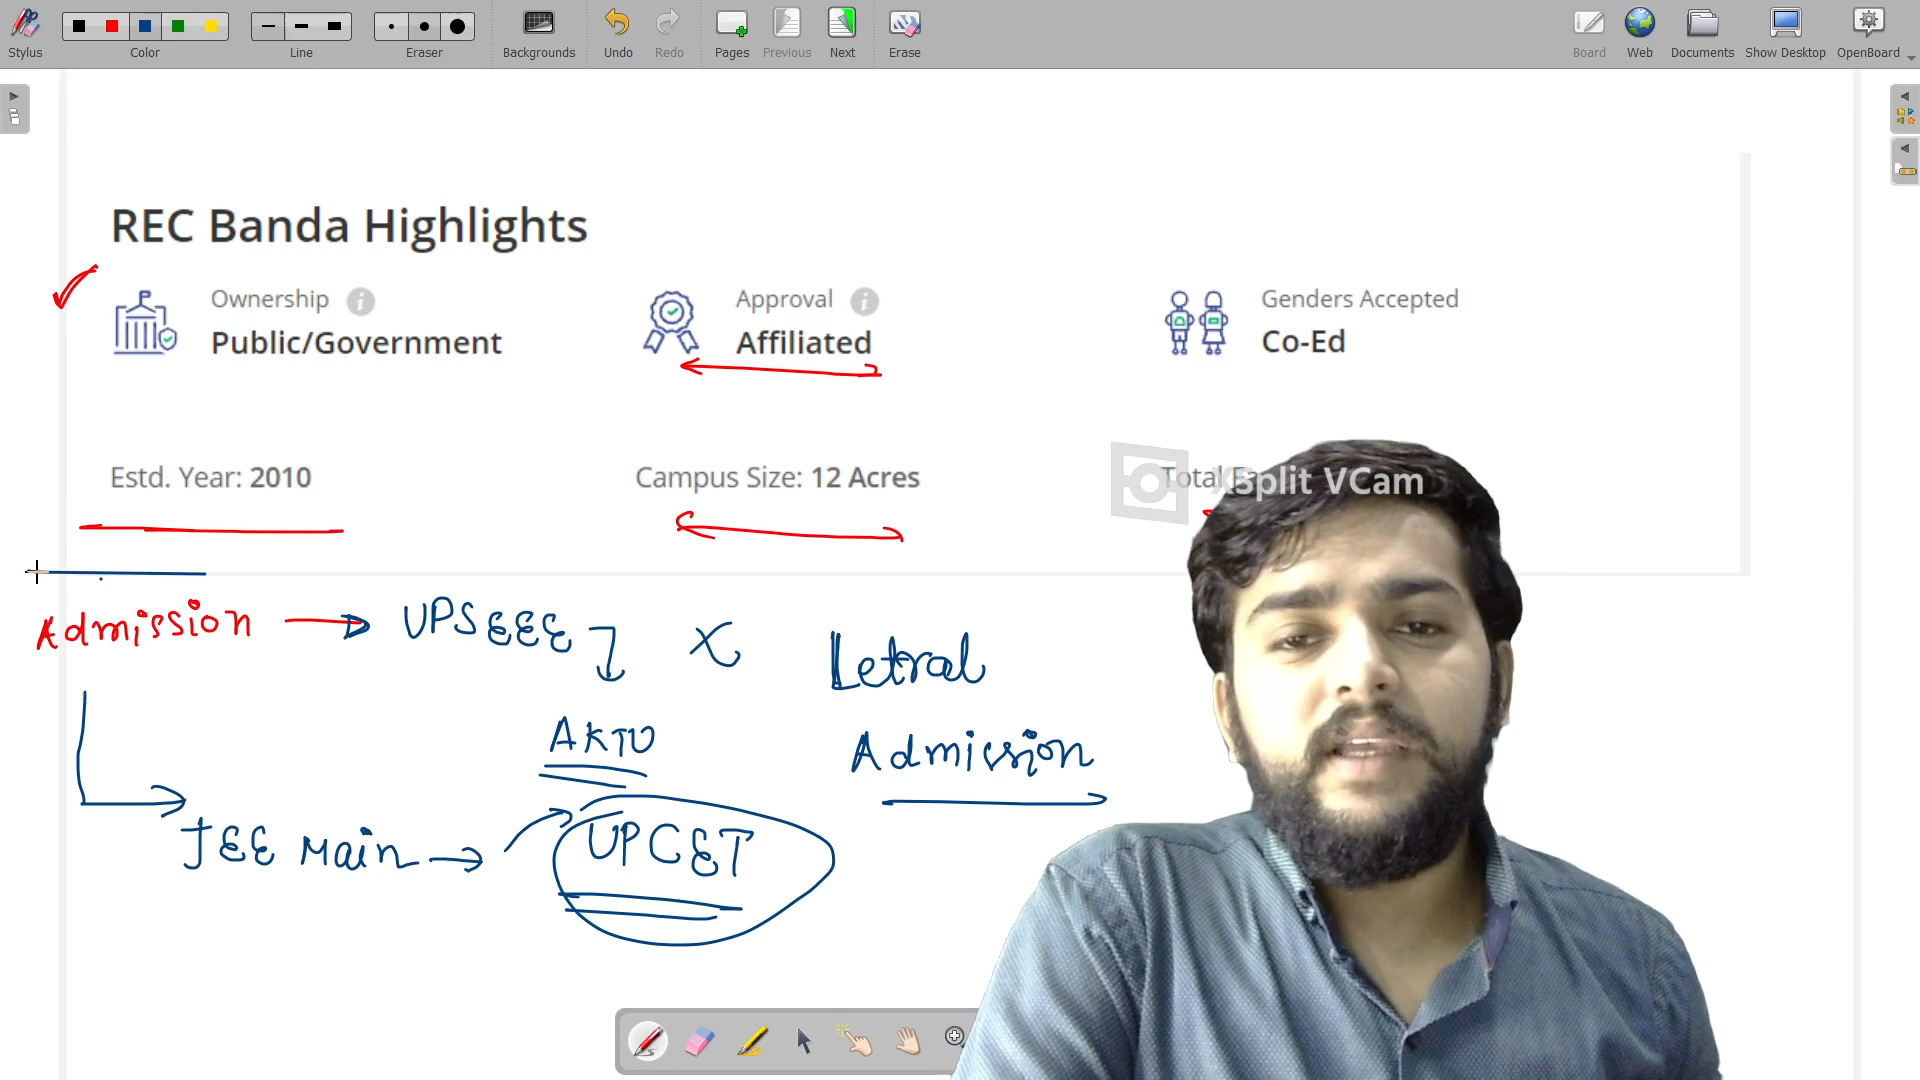 Stylus Color Line Eraser Backgrounds Undo Redo Pages Previous Next Erase Board Web Documents Show Desktop OpenBoard
REC Banda Highlights
Ownership Approval Genders Accepted
Public/Government Affiliated Co-Ed
Estd. Year: 2010 Campus Size: 12 Acres Total
XSplit VCam
Admission → UPSEEE X Letral
AKTU Admission
JEE Main → UPCET